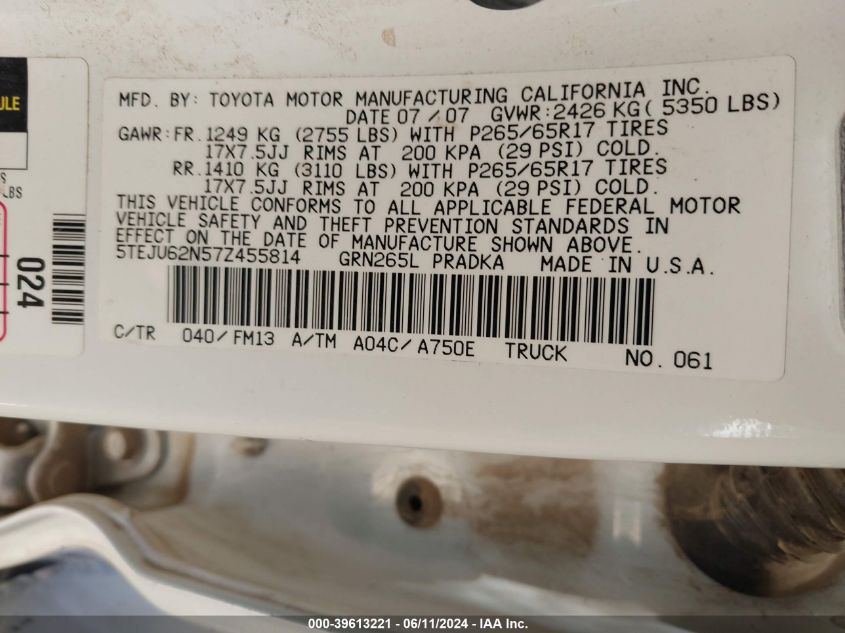 ULE
S
LBS
024
MFD. BY: TOYOTA MOTOR MANUFACTURING CALIFORNIA INC.
DATE 07/07 GVWR:2426 KG( 5350 LBS)
GAWR:FR.1249 KG (2755 LBS) WITH P265/65R17 TIRES
17X7.5JJ RIMS AT 200 KPA (29 PSI) COLD.
RR.1410 KG (3110 LBS) WITH P265/65R17 TIRES
17X7.5JJ RIMS AT 200 KPA (29 PSI) COLD.
THIS VEHICLE CONFORMS TO ALL APPLICABLE FEDERAL MOTOR
VEHICLE SAFETY AND THEFT PREVENTION STANDARDS IN
EFFECT ON THE DATE OF MANUFACTURE SHOWN ABOVE.
5TEJU62N57Z455814 GRN265L PRADKA MADE IN U.S.A.
C/TR 040/FM13 A/TM A04C/A750E TRUCK NO. 061
000-39613221 - 06/11/2024 - IAA Inc.